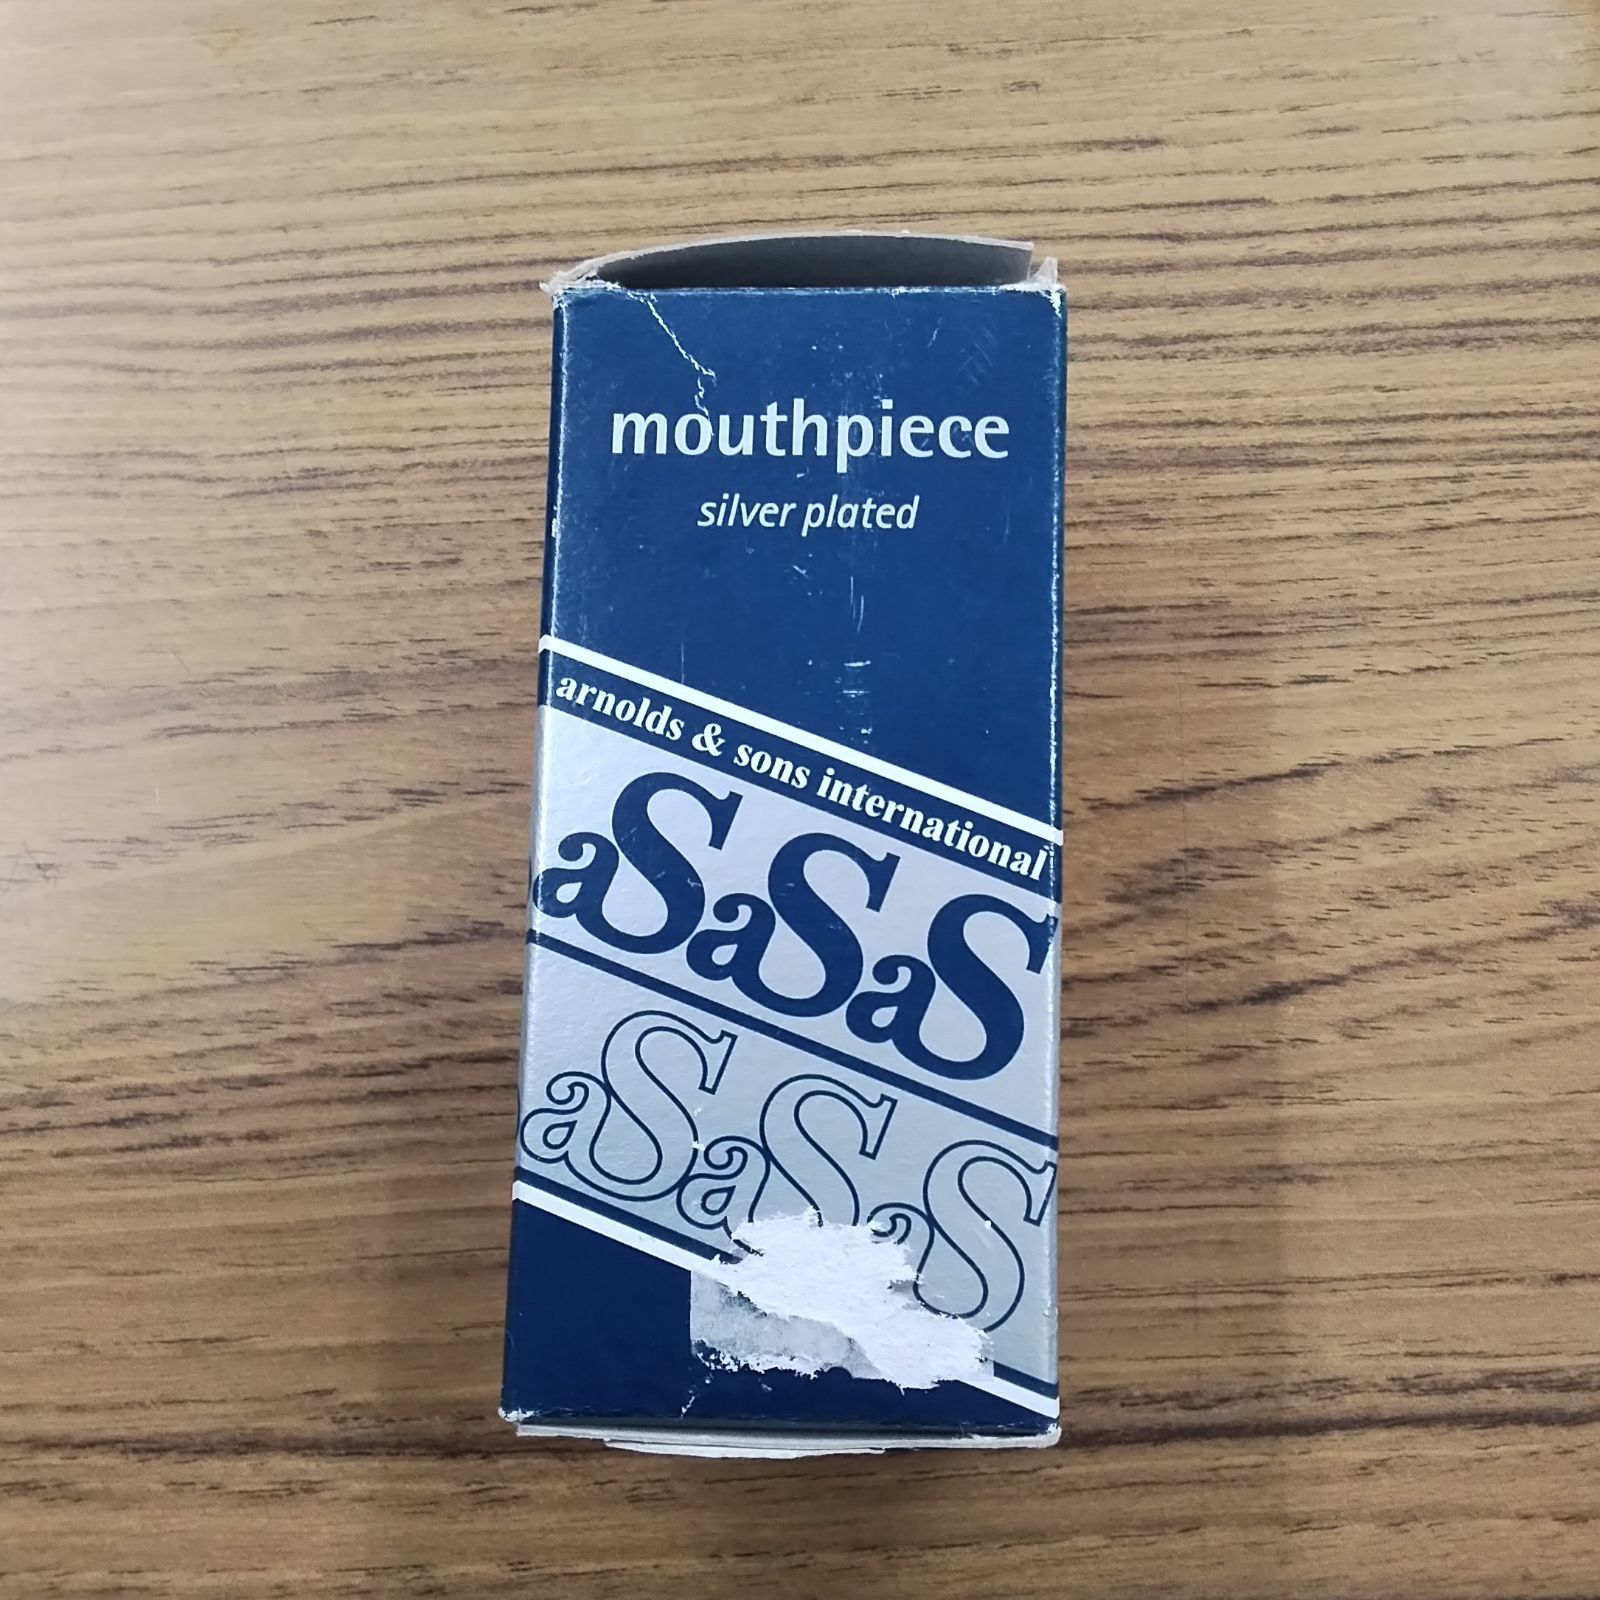 mouthpiece
silver plated
arnolds & sons international
aSaSaS
aSaSaS